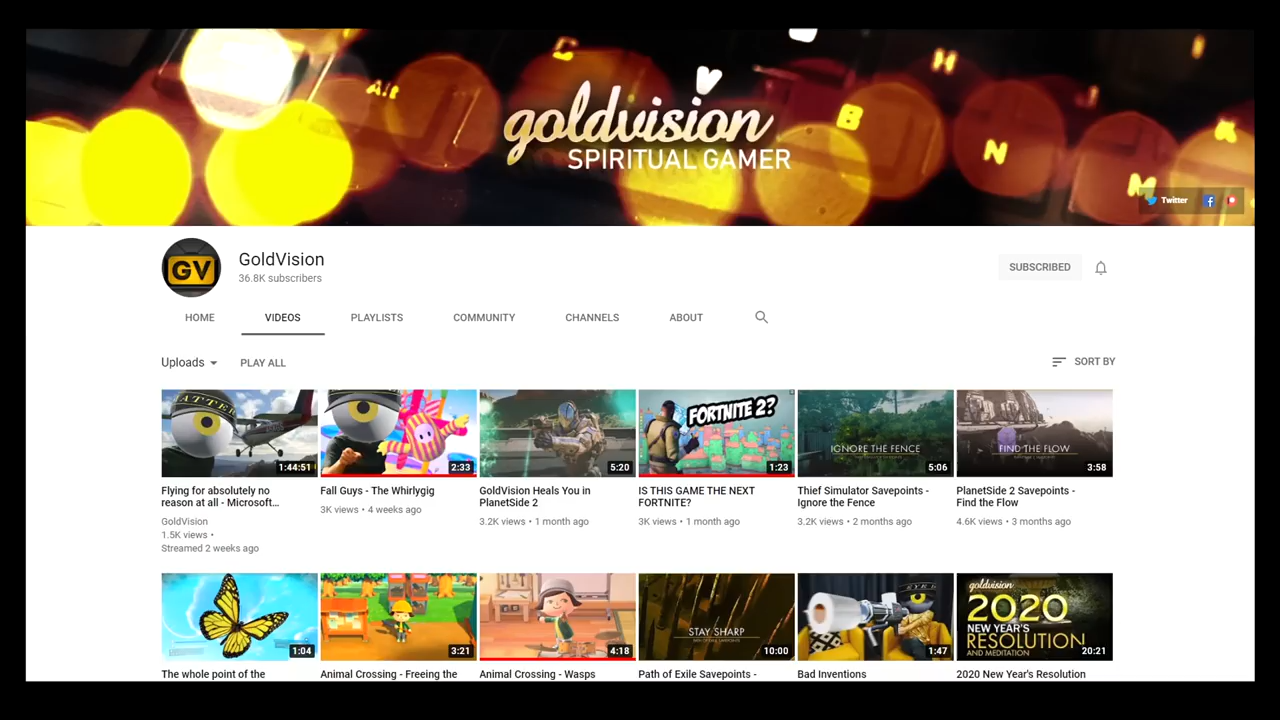 Alt
C
H
I
J
B
N
M
K
goldvision
SPIRITUAL GAMER
Twitter
GV
GoldVision
36.8K subscribers
SUBSCRIBED
HOME
VIDEOS
PLAYLISTS
COMMUNITY
CHANNELS
ABOUT
Uploads
PLAY ALL
SORT BY
ATTER
1:44:51
2:33
5:20
FORTNITE 2?
1:23
IGNORE THE FENCE
5:06
FIND THE FLOW
3:58
Flying for absolutely no
reason at all - Microsoft...
GoldVision
1.5K views •
Streamed 2 weeks ago
Fall Guys - The Whirlygig
3K views • 4 weeks ago
GoldVision Heals You in
PlanetSide 2
3.2K views • 1 month ago
IS THIS GAME THE NEXT
FORTNITE?
3K views • 1 month ago
Thief Simulator Savepoints -
Ignore the Fence
3.2K views • 2 months ago
PlanetSide 2 Savepoints -
Find the Flow
4.6K views • 3 months ago
1:04
3:21
4:18
STAY SHARP
10:00
1:47
goldvision
2020
NEW YEAR'S
RESOLUTION
AND MEDITATION
20:21
The whole point of the
Animal Crossing - Freeing the
Animal Crossing - Wasps
Path of Exile Savepoints -
Bad Inventions
2020 New Year's Resolution